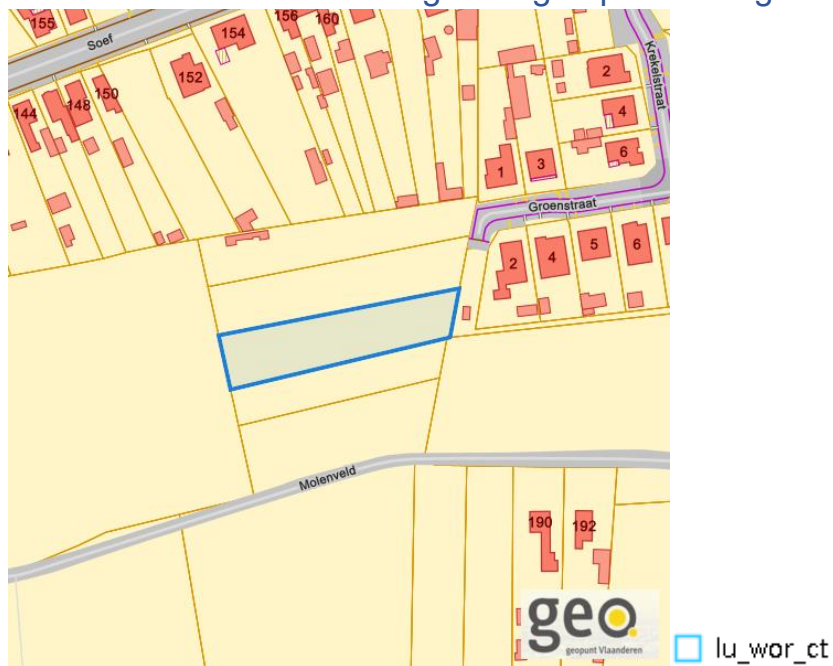 155
156
160
Soef
154
152
2
Krekelstraat
144
148
150
4
1
3
6
Groenstraat
2
4
5
6
Molenveld
190
192
geo
geopunt Vlaanderen
lu_wor_ct